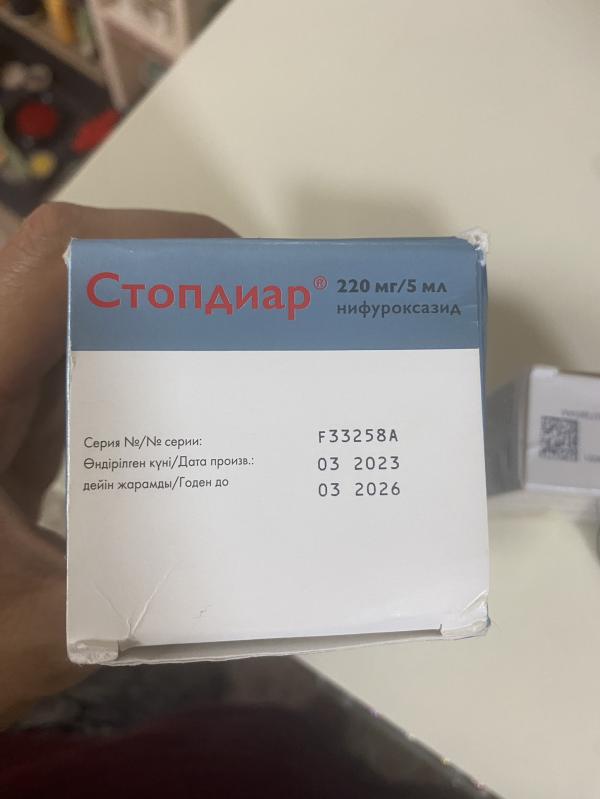 Стопдиар® 220 мг/5 мл
нифуроксазид
Серия №/№ серии: F33258A
Өндірілген күні/Дата произв.: 03 2023
дейін жарамды/Годен до 03 2026